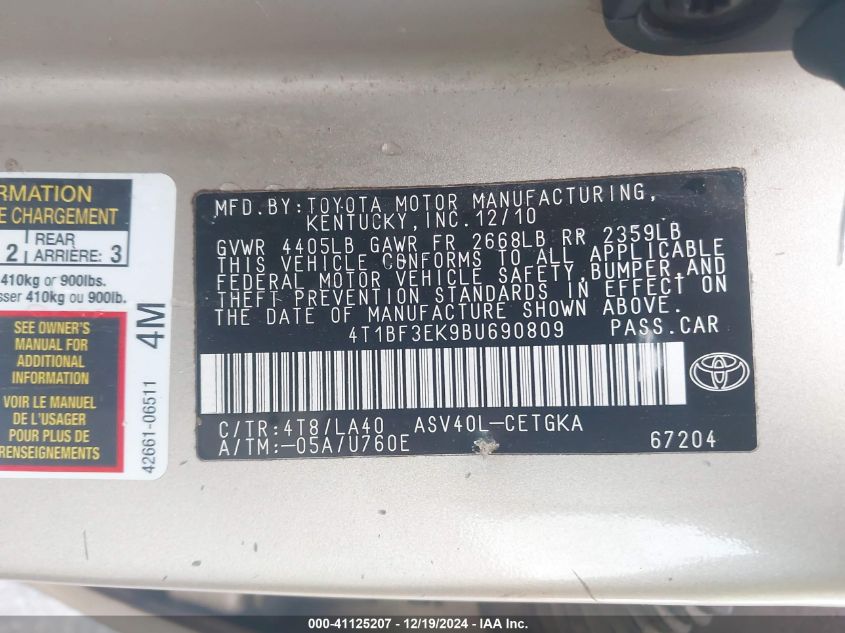 RMATION
E CHARGEMENT
2 REAR ARRIÈRE: 3
410kg or 900lbs.
sser 410kg ou 900lb.
SEE OWNER'S
MANUAL FOR
ADDITIONAL
INFORMATION
VOIR LE MANUEL
DE L'USAGER
POUR PLUS DE
RENSEIGNEMENTS
4M
42661-06511
MFD.BY:TOYOTA MOTOR MANUFACTURING,
KENTUCKY,INC.12/10
GVWR 4405LB GAWR FR 2668LB RR 2359LB
THIS VEHICLE CONFORMS TO ALL APPLICABLE
FEDERAL MOTOR VEHICLE SAFETY,BUMPER,AND
THEFT PREVENTION STANDARDS IN EFFECT ON
THE DATE OF MANUFACTURE SHOWN ABOVE.
4T1BF3EK9BU690809 PASS.CAR
C/TR:4T8/LA40 ASV40L-CETGKA
A/TM:-05A/U760E 67204
000-41125207 - 12/19/2024 - IAA Inc.